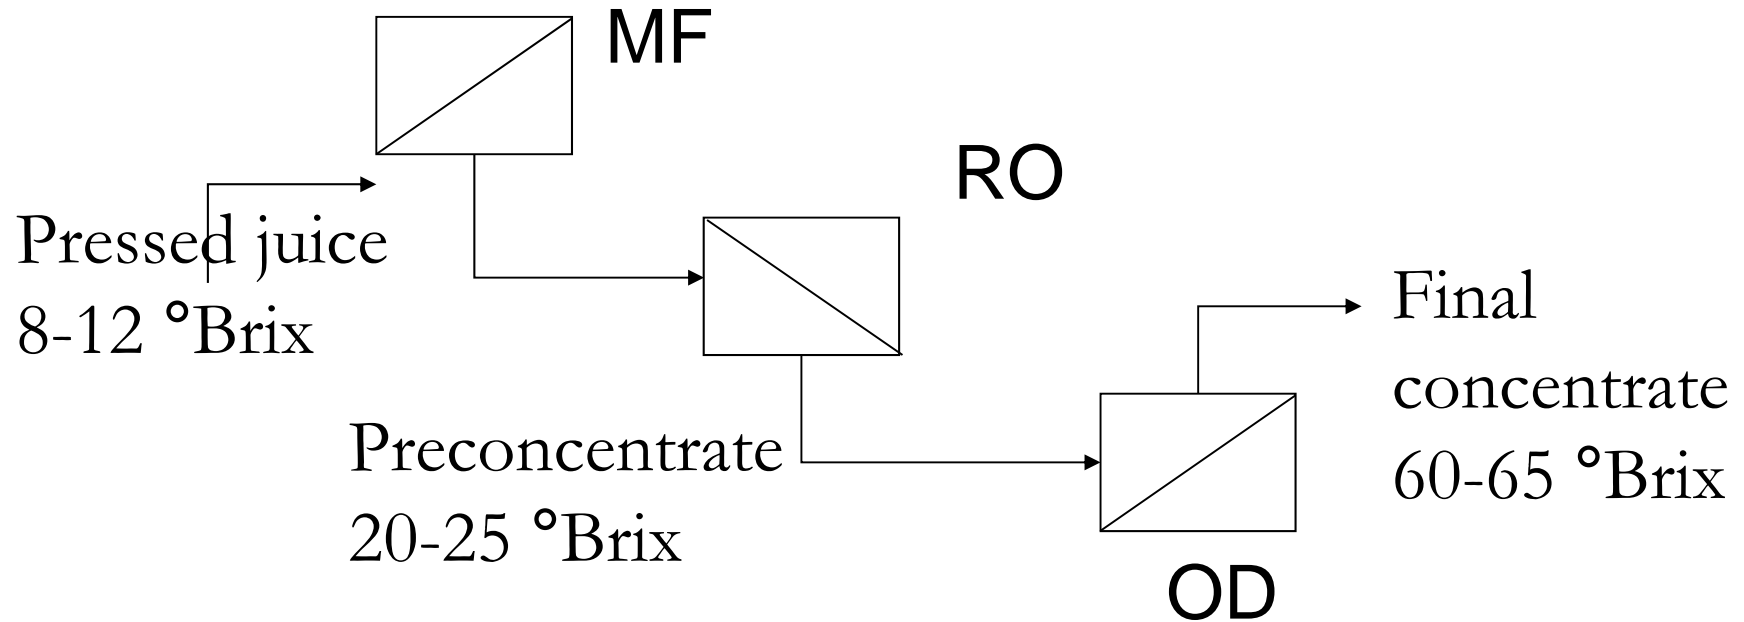 MF
RO
Pressed juice
8-12 °Brix
Final
concentrate
60-65 °Brix
Preconcentrate
20-25 °Brix
OD